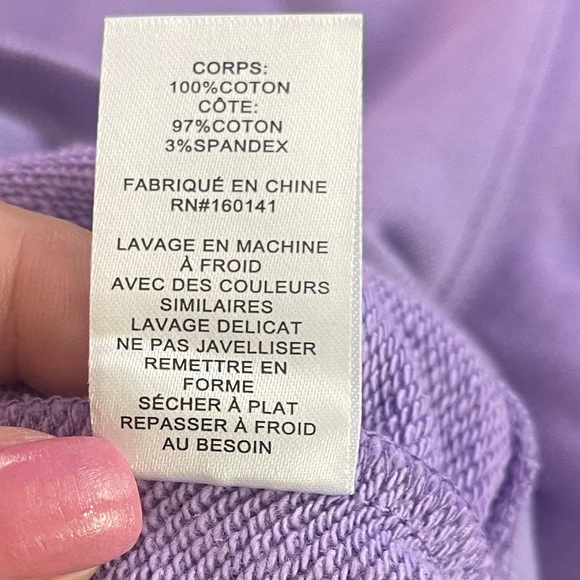 CORPS:
100%COTON
CÔTE:
97%COTON
3%SPANDEX
FABRIQUÉ EN CHINE
RN#160141
LAVAGE EN MACHINE
À FROID
AVEC DES COULEURS
SIMILAIRES
LAVAGE DELICAT
NE PAS JAVELLISER
REMETTRE EN
FORME
SÉCHER À PLAT
REPASSER À FROID
AU BESOIN